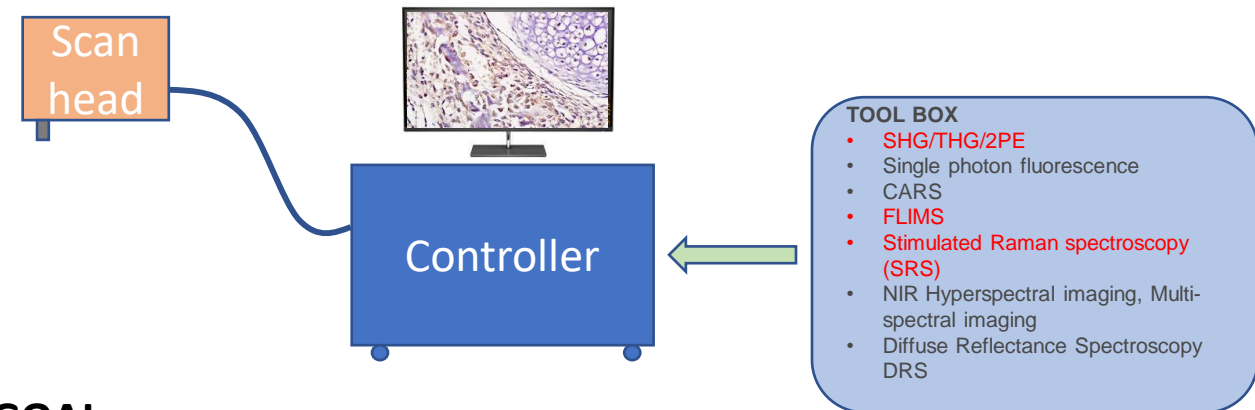 Scan
head
Controller
TOOL BOX
• SHG/THG/2PE
• Single photon fluorescence
• CARS
• FLIMS
• Stimulated Raman spectroscopy
(SRS)
• NIR Hyperspectral imaging, Multi-
spectral imaging
• Diffuse Reflectance Spectroscopy
DRS